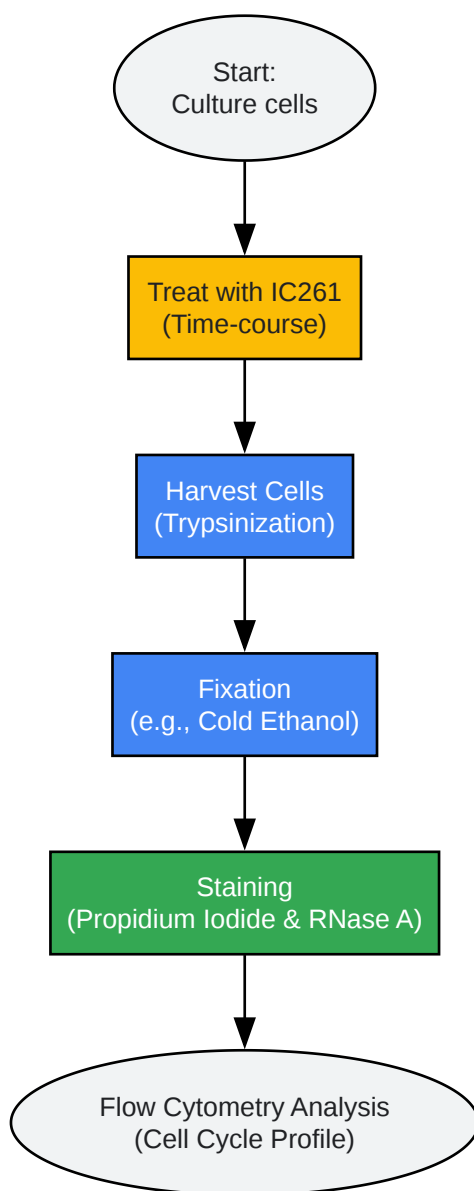 Start:
Culture cells
Treat with IC261
(Time-course)
Harvest Cells
(Trypsinization)
Fixation
(e.g., Cold Ethanol)
Staining
(Propidium Iodide & RNase A)
Flow Cytometry Analysis
(Cell Cycle Profile)